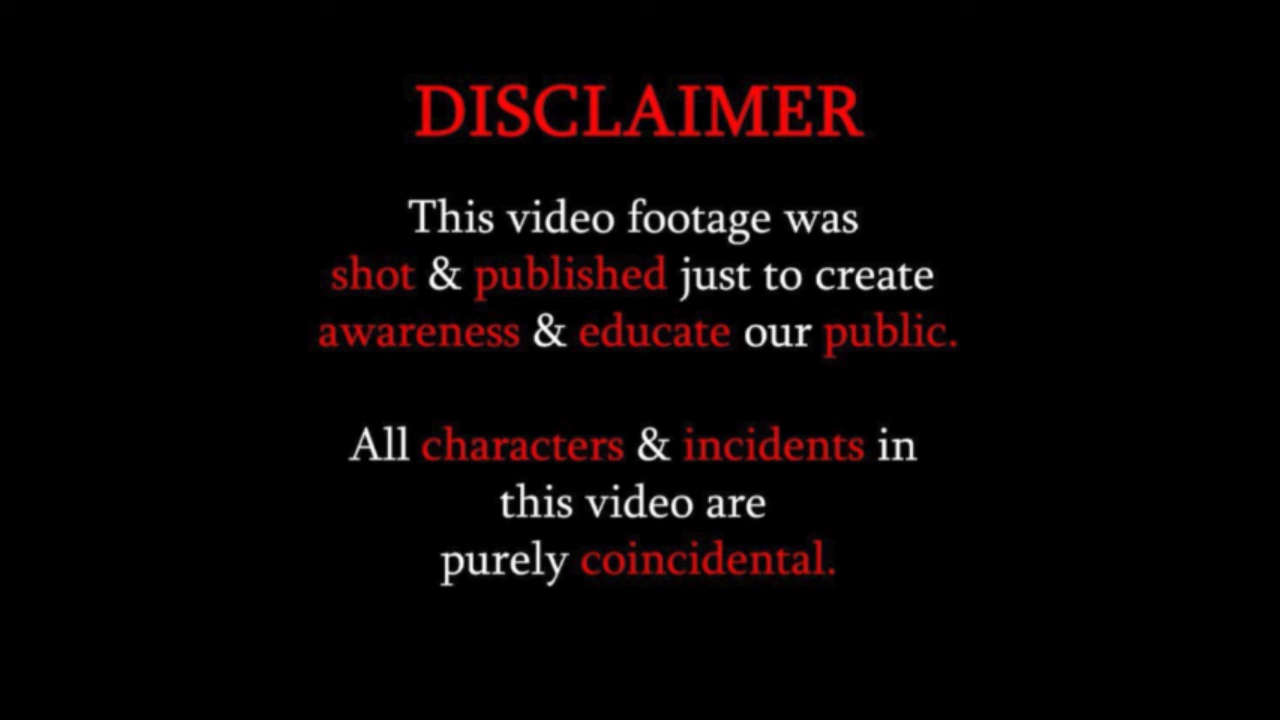 DISCLAIMER
This video footage was
shot & published just to create
awareness & educate our public.
All characters & incidents in
this video are
purely coincidental.